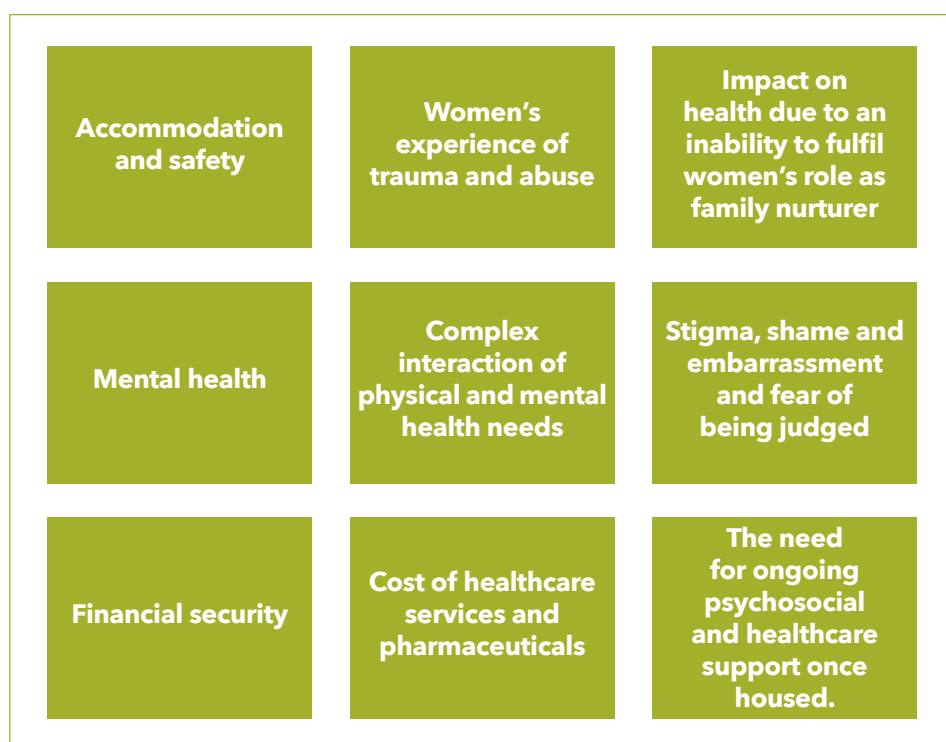 Accommodation
and safety
Women’s
experience of
trauma and abuse
Impact on
health due to an
inability to fulfil
women’s role as
family nurturer
Mental health
Complex
interaction of
physical and mental
health needs
Stigma, shame and
embarrassment
and fear of
being judged
Financial security
Cost of healthcare
services and
pharmaceuticals
The need
for ongoing
psychosocial
and healthcare
support once
housed.